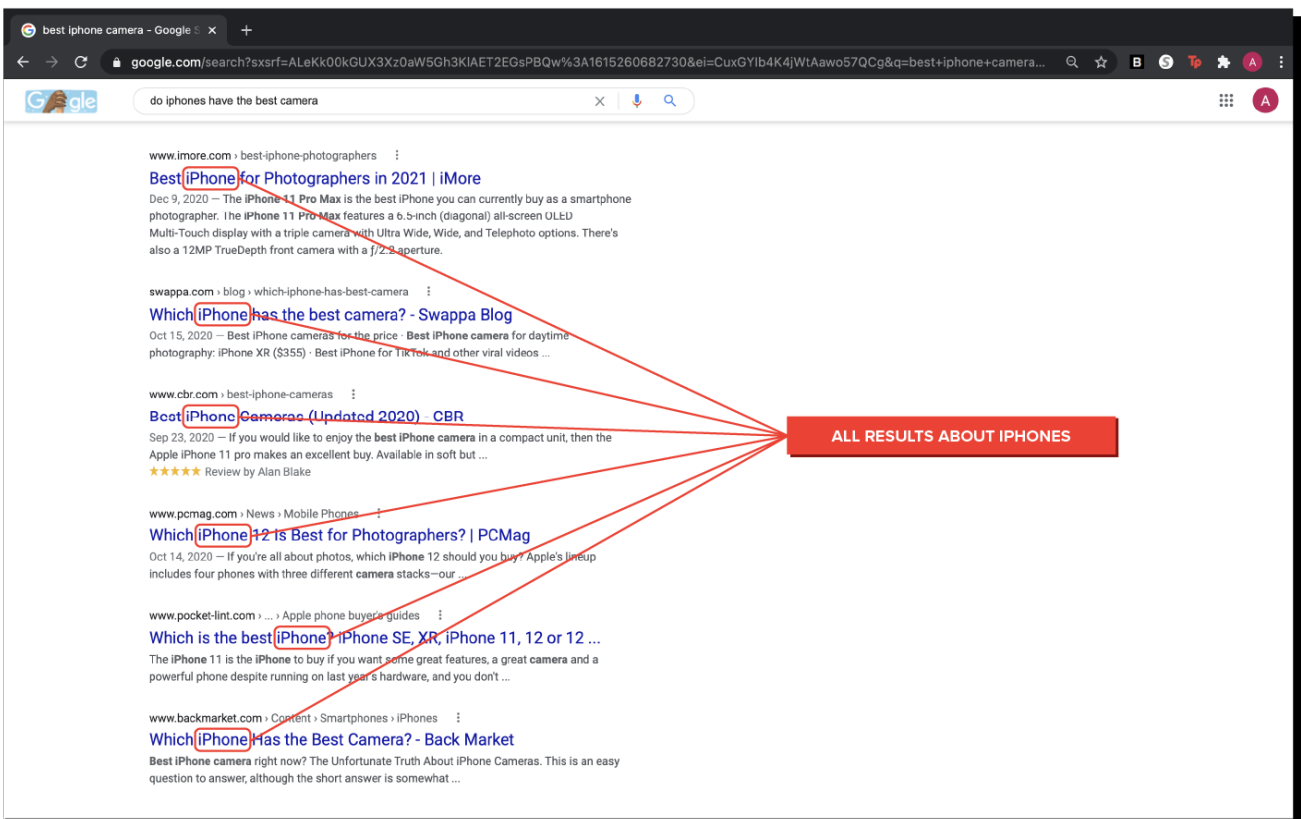 best iphone camera - Google S
google.com/search?sxsrf=ALeKk00kGUX3Xz0aW5Gh3KlAET2EGsPBQw%3A1615260682730&ei=CuxGYIb4K4jWtAawo57QCg&q=best+iphone+camera...
B S Tp A
G gle
do iphones have the best camera
A
www.imore.com › best-iphone-photographers
Best iPhone for Photographers in 2021 | iMore
Dec 9, 2020 — The iPhone 11 Pro Max is the best iPhone you can currently buy as a smartphone
photographer. The iPhone 11 Pro Max features a 6.5-inch (diagonal) all-screen OLED
Multi-Touch display with a triple camera with Ultra Wide, Wide, and Telephoto options. There's
also a 12MP TrueDepth front camera with a ƒ/2.2 aperture.
swappa.com › blog › which-iphone-has-best-camera
Which iPhone has the best camera? - Swappa Blog
Oct 15, 2020 — Best iPhone cameras for the price · Best iPhone camera for daytime
photography: iPhone XR ($355) · Best iPhone for TikTok and other viral videos ...
www.cbr.com › best-iphone-cameras
Best iPhone Cameras (Updated 2020) - CBR
Sep 23, 2020 — If you would like to enjoy the best iPhone camera in a compact unit, then the
Apple iPhone 11 pro makes an excellent buy. Available in soft but ...
★★★★★ Review by Alan Blake
ALL RESULTS ABOUT IPHONES
www.pcmag.com › News › Mobile Phones
Which iPhone 12 Is Best for Photographers? | PCMag
Oct 14, 2020 — If you're all about photos, which iPhone 12 should you buy? Apple's lineup
includes four phones with three different camera stacks—our ...
www.pocket-lint.com › ... › Apple phone buyer's guides
Which is the best iPhone? iPhone SE, XR, iPhone 11, 12 or 12 ...
The iPhone 11 is the iPhone to buy if you want some great features, a great camera and a
powerful phone despite running on last year's hardware, and you don't ...
www.backmarket.com › Content › Smartphones › iPhones
Which iPhone Has the Best Camera? - Back Market
Best iPhone camera right now? The Unfortunate Truth About iPhone Cameras. This is an easy
question to answer, although the short answer is somewhat ...